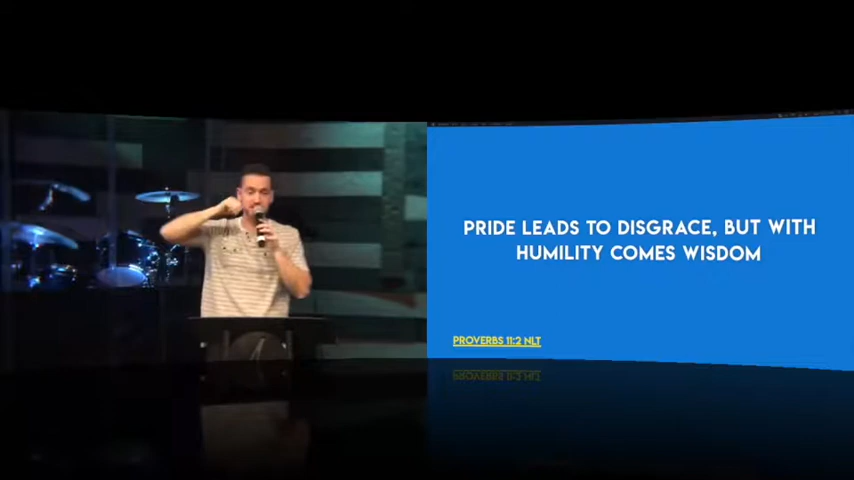 PRIDE LEADS TO DISGRACE, BUT WITH
HUMILITY COMES WISDOM
PROVERBS 11:2 NLT